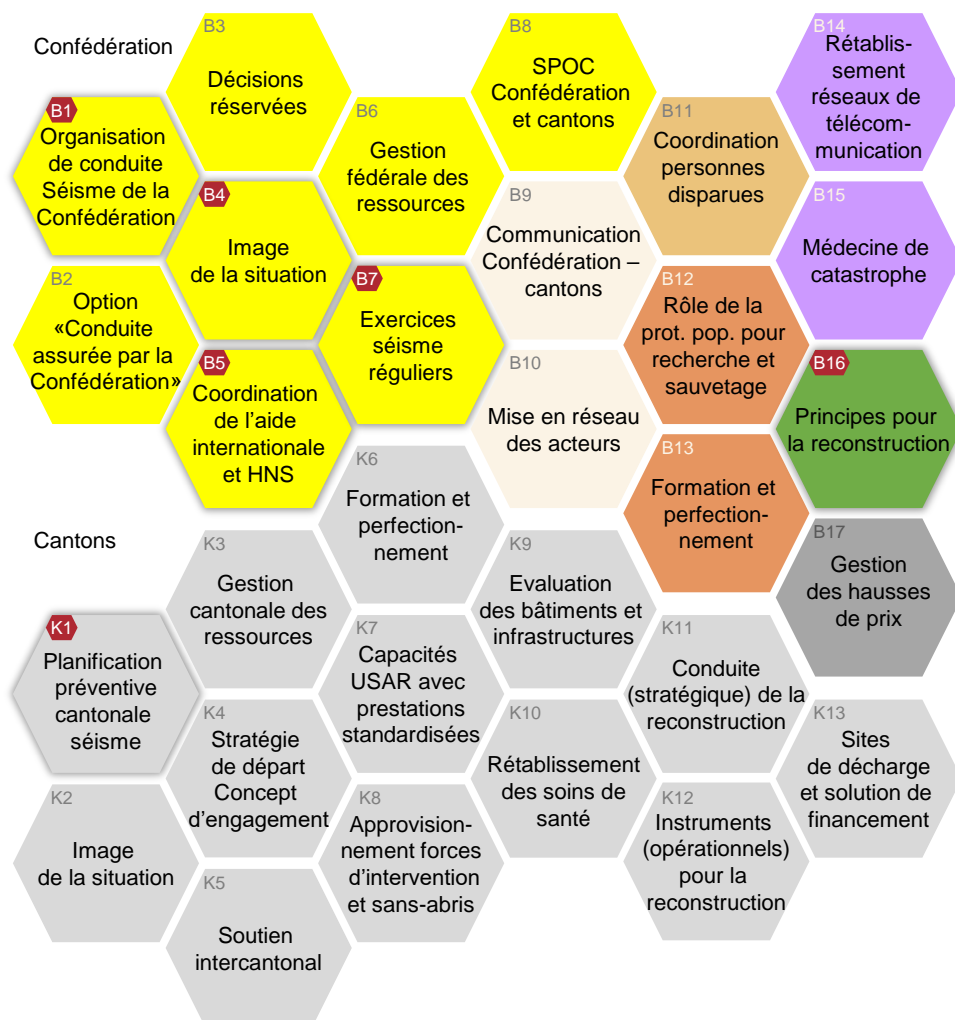 Confédération
B1
Organisation
de conduite
Séisme de la
Confédération
B2
Option
«Conduite
assurée par la
Confédération»
B3
Décisions
réservées
B4
Image
de la situation
B5
Coordination
de l’aide
internationale
et HNS
B6
Gestion
fédérale des
ressources
B7
Exercices
séisme
réguliers
B8
SPOC
Confédération
et cantons
B9
Communication
Confédération –
cantons
B10
Mise en réseau
des acteurs
B11
Coordination
personnes
disparues
B12
Rôle de la
prot. pop. pour
recherche et
sauvetage
B13
Formation et
perfection-
nement
B14
Rétablis-
sement
réseaux de
télécom-
munication
B15
Médecine de
catastrophe
B16
Principes pour
la reconstruction
B17
Gestion
des hausses
de prix
Cantons
K1
Planification
préventive
cantonale
séisme
K2
Image
de la situation
K3
Gestion
cantonale des
ressources
K4
Stratégie
de départ
Concept
d’engagement
K5
Soutien
intercantonal
K6
Formation et
perfection-
nement
K7
Capacités
USAR avec
prestations
standardisées
K8
Approvision-
nement forces
d’intervention
et sans-abris
K9
Evaluation
des bâtiments et
infrastructures
K10
Rétablissement
des soins de
santé
K11
Conduite
(stratégique) de la
reconstruction
K12
Instruments
(opérationnels)
pour la
reconstruction
K13
Sites
de décharge
et solution de
financement